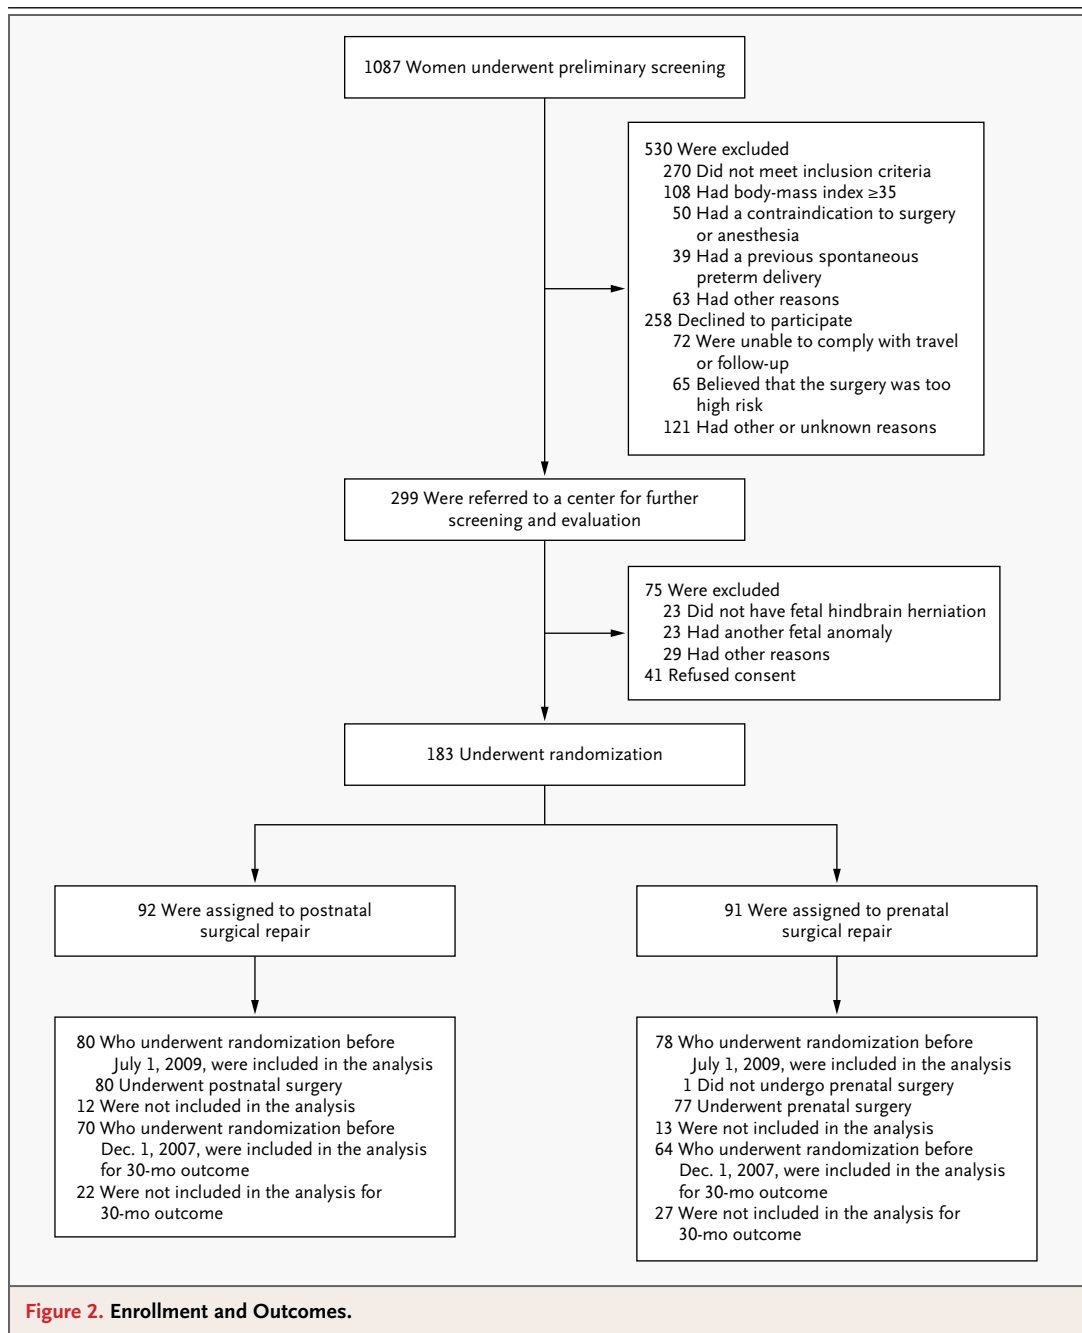 1087 Women underwent preliminary screening
530 Were excluded
270 Did not meet inclusion criteria
108 Had body-mass index ≥35
50 Had a contraindication to surgery
or anesthesia
39 Had a previous spontaneous
preterm delivery
63 Had other reasons
258 Declined to participate
72 Were unable to comply with travel
or follow-up
65 Believed that the surgery was too
high risk
121 Had other or unknown reasons
299 Were referred to a center for further
screening and evaluation
75 Were excluded
23 Did not have fetal hindbrain herniation
23 Had another fetal anomaly
29 Had other reasons
41 Refused consent
183 Underwent randomization
92 Were assigned to postnatal
surgical repair
91 Were assigned to prenatal
surgical repair
80 Who underwent randomization before
July 1, 2009, were included in the analysis
80 Underwent postnatal surgery
12 Were not included in the analysis
70 Who underwent randomization before
Dec. 1, 2007, were included in the analysis
for 30-mo outcome
22 Were not included in the analysis for
30-mo outcome
78 Who underwent randomization before
July 1, 2009, were included in the analysis
1 Did not undergo prenatal surgery
77 Underwent prenatal surgery
13 Were not included in the analysis
64 Who underwent randomization before
Dec. 1, 2007, were included in the analysis
for 30-mo outcome
27 Were not included in the analysis for
30-mo outcome
Figure 2. Enrollment and Outcomes.